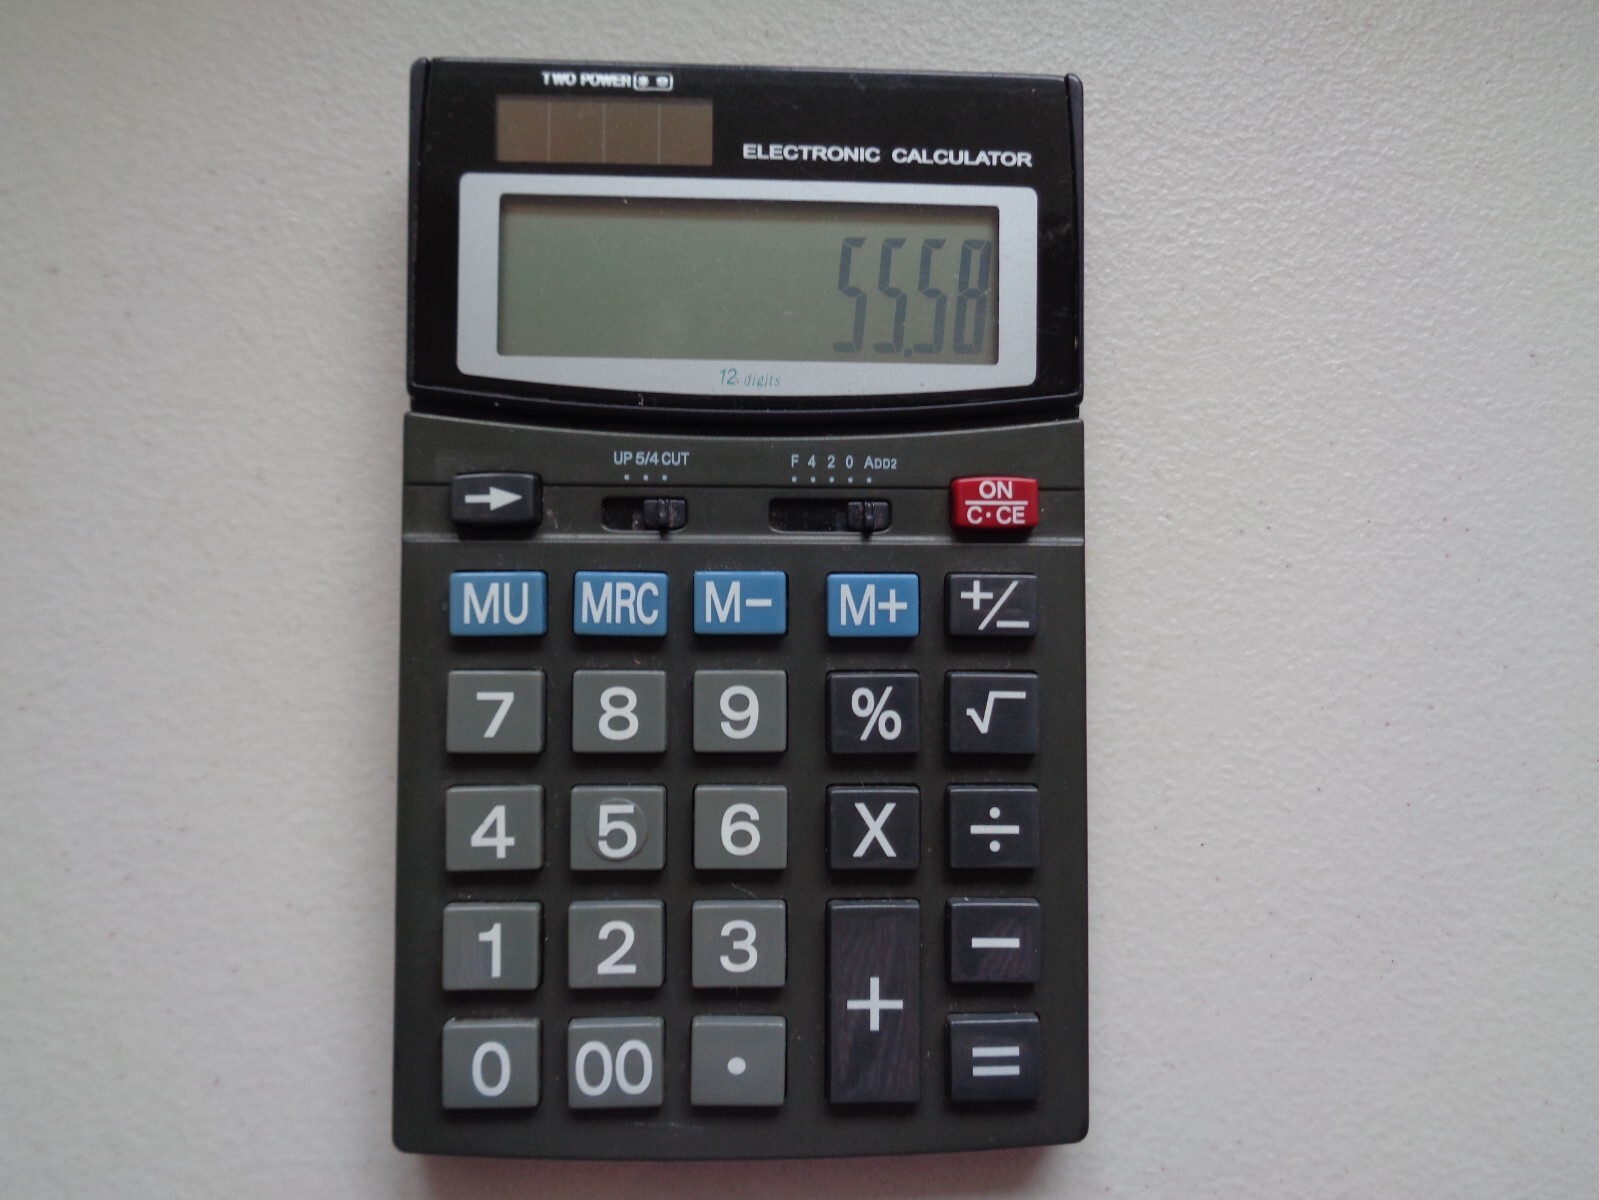 TWO POWER
ELECTRONIC CALCULATOR
55.58
12 digits
UP 5/4 CUT
F 4 2 0 ADD2
→ ON
C·CE
MU MRC M− M+ +/−
7 8 9 % √
4 5 6 X ÷
1 2 3 + −
0 00 . =